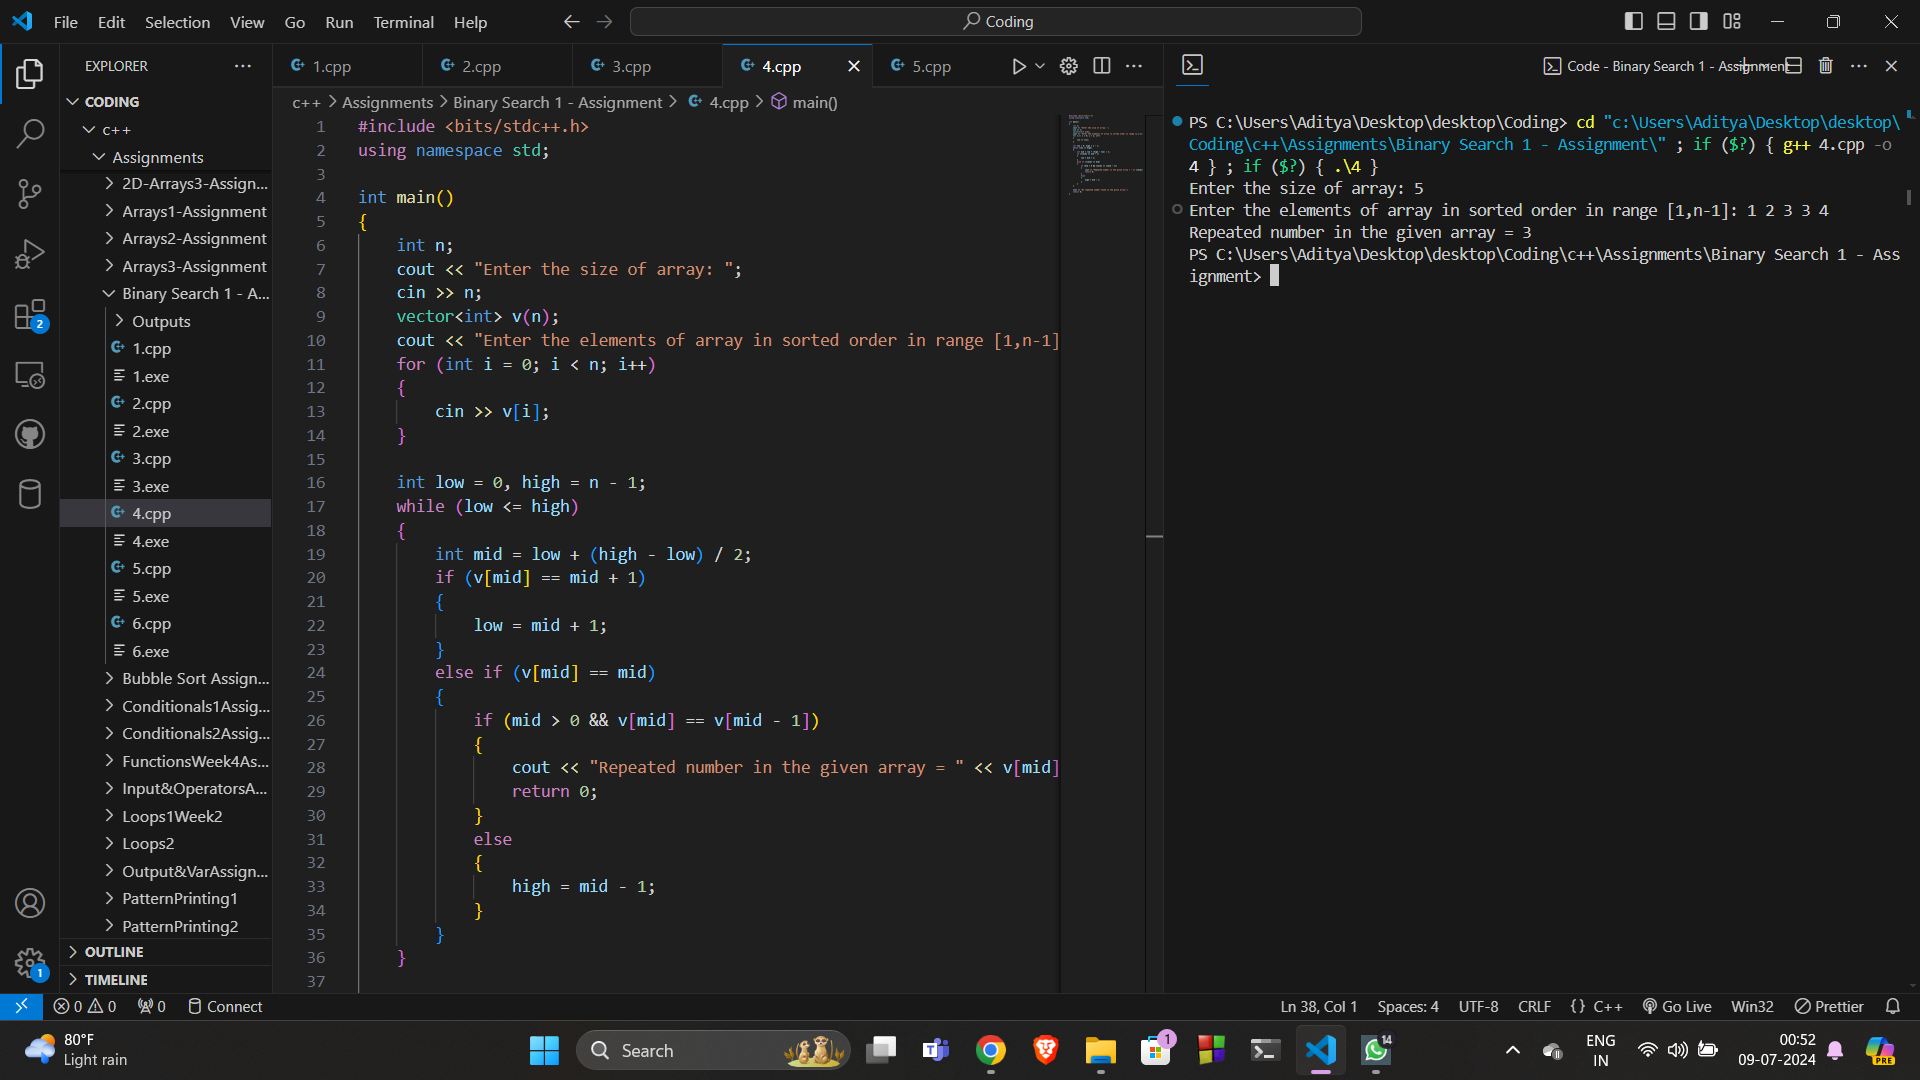 File Edit Selection View Go Run Terminal Help
Coding
EXPLORER
CODING
c++
Assignments
2D-Arrays3-Assign...
Arrays1-Assignment
Arrays2-Assignment
Arrays3-Assignment
Binary Search 1 - A...
Outputs
1.cpp
1.exe
2.cpp
2.exe
3.cpp
3.exe
4.cpp
4.exe
5.cpp
5.exe
6.cpp
6.exe
Bubble Sort Assign...
Conditionals1Assig...
Conditionals2Assig...
FunctionsWeek4As...
Input&OperatorsA...
Loops1Week2
Loops2
Output&VarAssign...
PatternPrinting1
PatternPrinting2
OUTLINE
TIMELINE
2
1
1.cpp 2.cpp 3.cpp 4.cpp 5.cpp
c++ > Assignments > Binary Search 1 - Assignment > 4.cpp > main()
1 #include <bits/stdc++.h>
2 using namespace std;
3
4 int main()
5 {
6 int n;
7 cout << "Enter the size of array: ";
8 cin >> n;
9 vector<int> v(n);
10 cout << "Enter the elements of array in sorted order in range [1,n-1]
11 for (int i = 0; i < n; i++)
12 {
13 cin >> v[i];
14 }
15
16 int low = 0, high = n - 1;
17 while (low <= high)
18 {
19 int mid = low + (high - low) / 2;
20 if (v[mid] == mid + 1)
21 {
22 low = mid + 1;
23 }
24 else if (v[mid] == mid)
25 {
26 if (mid > 0 && v[mid] == v[mid - 1])
27 {
28 cout << "Repeated number in the given array = " << v[mid]
29 return 0;
30 }
31 else
32 {
33 high = mid - 1;
34 }
35 }
36 }
37
Code - Binary Search 1 - Assignment
PS C:\Users\Aditya\Desktop\desktop\Coding> cd "c:\Users\Aditya\Desktop\desktop\
Coding\c++\Assignments\Binary Search 1 - Assignment\" ; if ($?) { g++ 4.cpp -o
4 } ; if ($?) { .\4 }
Enter the size of array: 5
Enter the elements of array in sorted order in range [1,n-1]: 1 2 3 3 4
Repeated number in the given array = 3
PS C:\Users\Aditya\Desktop\desktop\Coding\c++\Assignments\Binary Search 1 - Ass
ignment>
0 0 0 Connect
Ln 38, Col 1 Spaces: 4 UTF-8 CRLF {} C++ Go Live Win32 Prettier
80°F
Light rain
Search
1
14
ENG
IN
00:52
09-07-2024
PRE